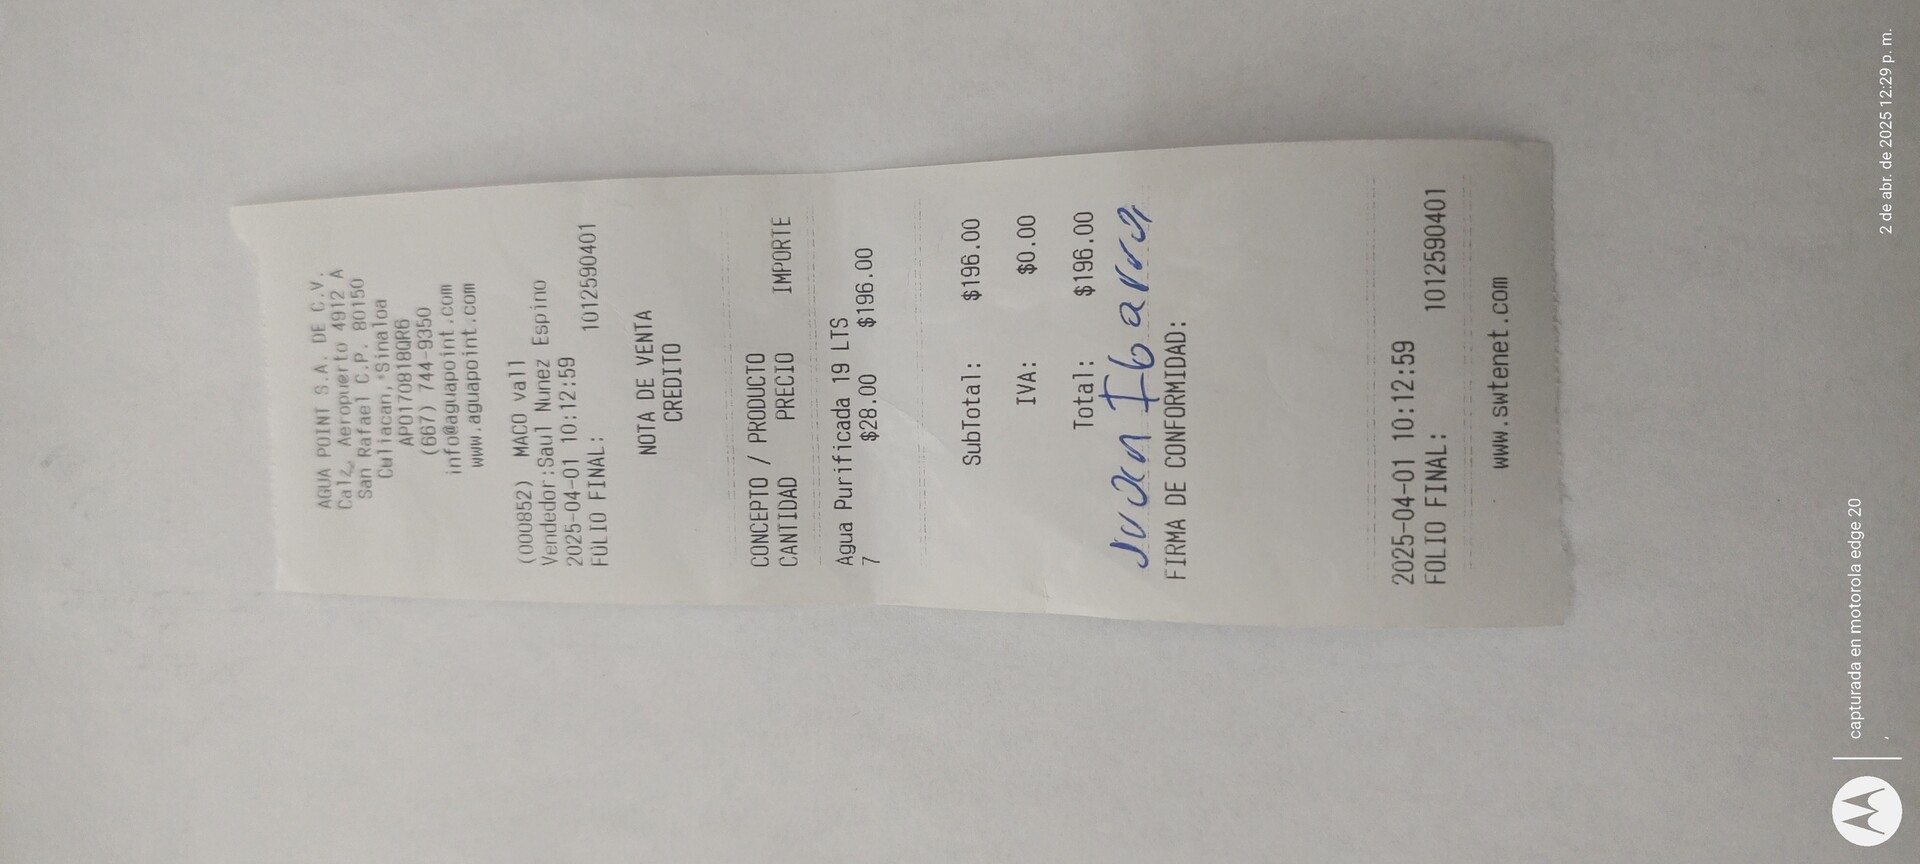 AGUA POINT S.A. DE C.V.
Calz. Aeropuerto 4912 A
San Rafael C.P. 80150
Culiacan, Sinaloa
APO170818QR6
(667) 744-9350
info@aguapoint.com
www.aguapoint.com
(000852) MACO vall
Vendedor:Saul Nunez Espino
2025-04-01 10:12:59
FOLIO FINAL: 1012590401
NOTA DE VENTA
CREDITO
CONCEPTO / PRODUCTO
CANTIDAD PRECIO IMPORTE
Agua Purificada 19 LTS
7 $28.00 $196.00
SubTotal: $196.00
IVA: $0.00
Total: $196.00
Juan Ibarra
FIRMA DE CONFORMIDAD:
2025-04-01 10:12:59
FOLIO FINAL: 1012590401
www.swtenet.com
capturada en motorola edge 20
2 de abr. de 2025 12:29 p. m.